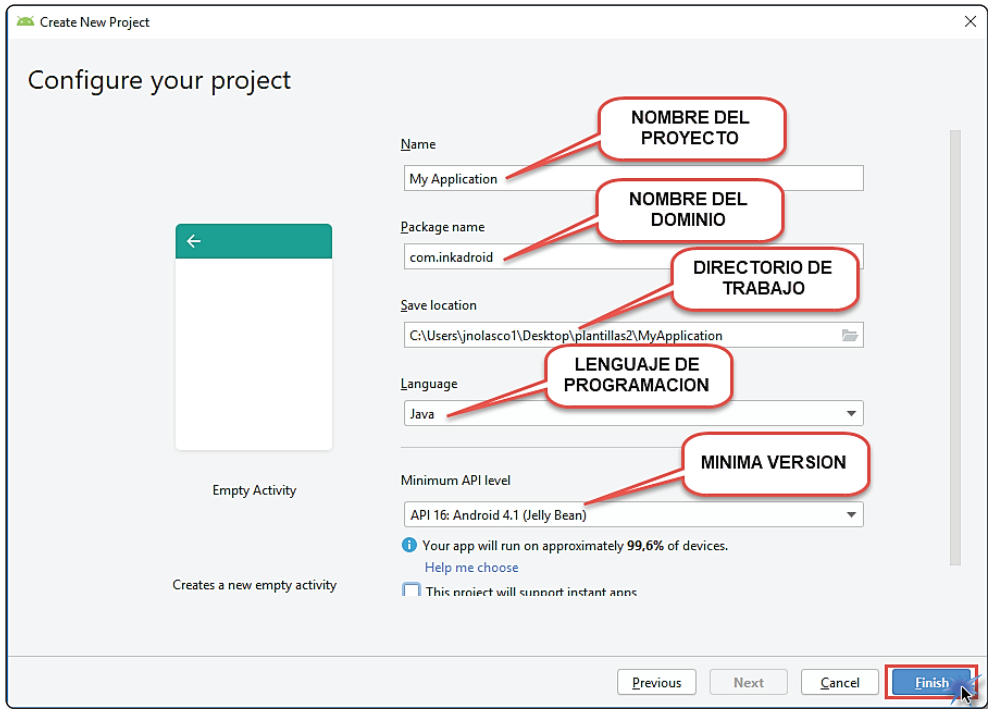 Create New Project
Configure your project
NOMBRE DEL
PROYECTO
Name
My Application
NOMBRE DEL
DOMINIO
Package name
com.inkadroid
DIRECTORIO DE
TRABAJO
Save location
C:\Users\jnolasco1\Desktop\plantillas2\MyApplication
LENGUAJE DE
PROGRAMACION
Language
Java
MINIMA VERSION
Minimum API level
Empty Activity
API 16: Android 4.1 (Jelly Bean)
Your app will run on approximately 99,6% of devices.
Help me choose
Creates a new empty activity
This project will support instant apps
Previous
Next
Cancel
Finish